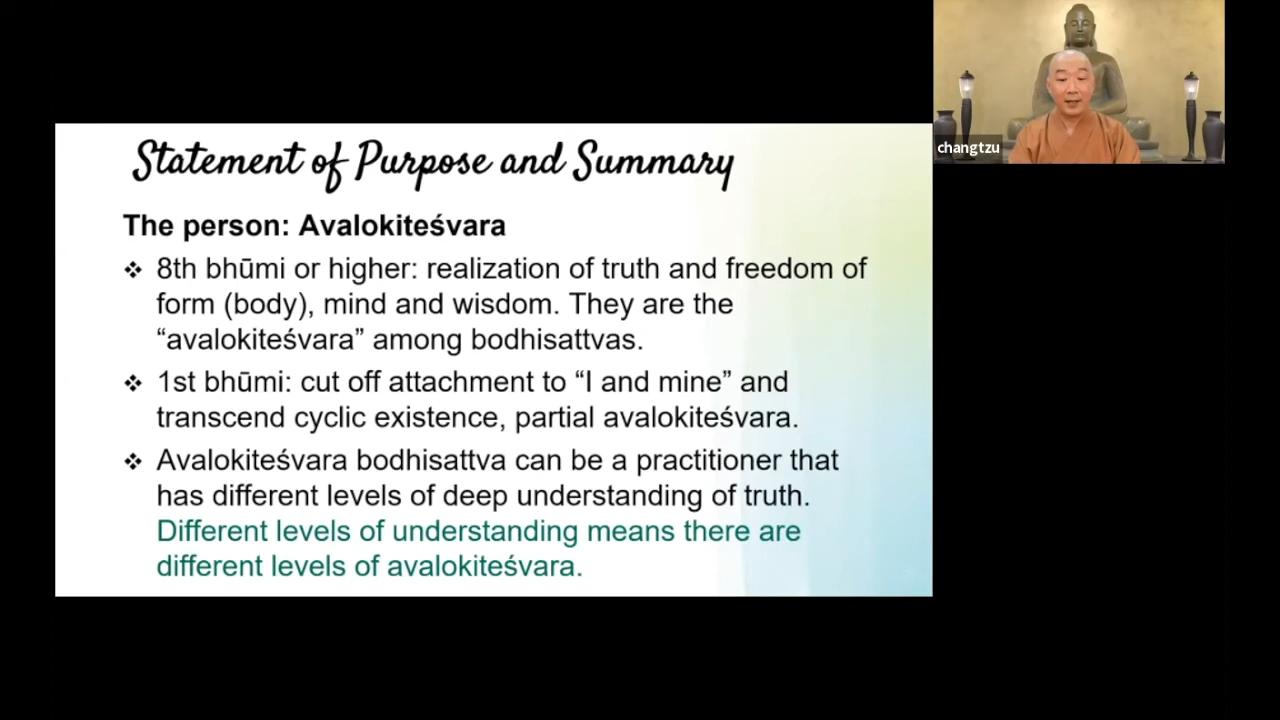 Statement of Purpose and Summary
The person: Avalokiteśvara
❖ 8th bhūmi or higher: realization of truth and freedom of
form (body), mind and wisdom. They are the
“avalokiteśvara” among bodhisattvas.
❖ 1st bhūmi: cut off attachment to “I and mine” and
transcend cyclic existence, partial avalokiteśvara.
❖ Avalokiteśvara bodhisattva can be a practitioner that
has different levels of deep understanding of truth.
Different levels of understanding means there are
different levels of avalokiteśvara.
changtzu